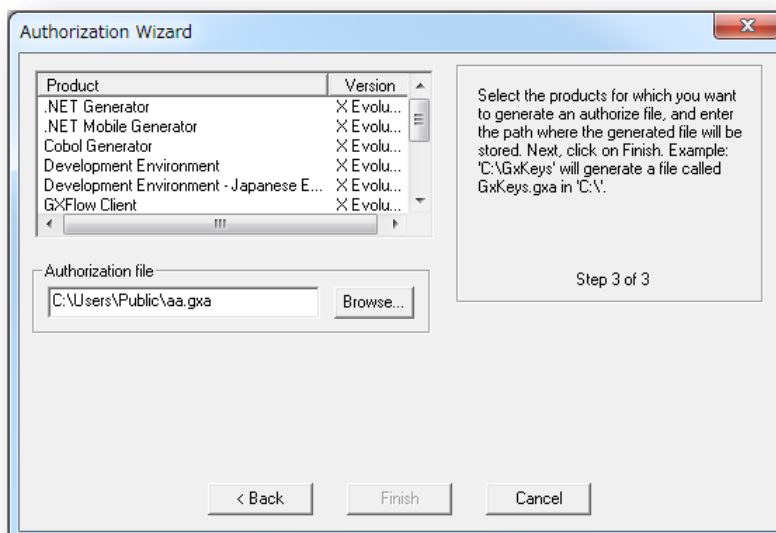 Authorization Wizard
Product Version
.NET Generator X Evolu...
.NET Mobile Generator X Evolu...
Cobol Generator X Evolu...
Development Environment X Evolu...
Development Environment - Japanese E... X Evolu...
GXFlow Client X Evolu...
Select the products for which you want
to generate an authorize file, and enter
the path where the generated file will be
stored. Next, click on Finish. Example:
'C:\GxKeys' will generate a file called
GxKeys.gxa in 'C:\'.
Step 3 of 3
Authorization file
C:\Users\Public\aa.gxa
Browse...
< Back
Finish
Cancel